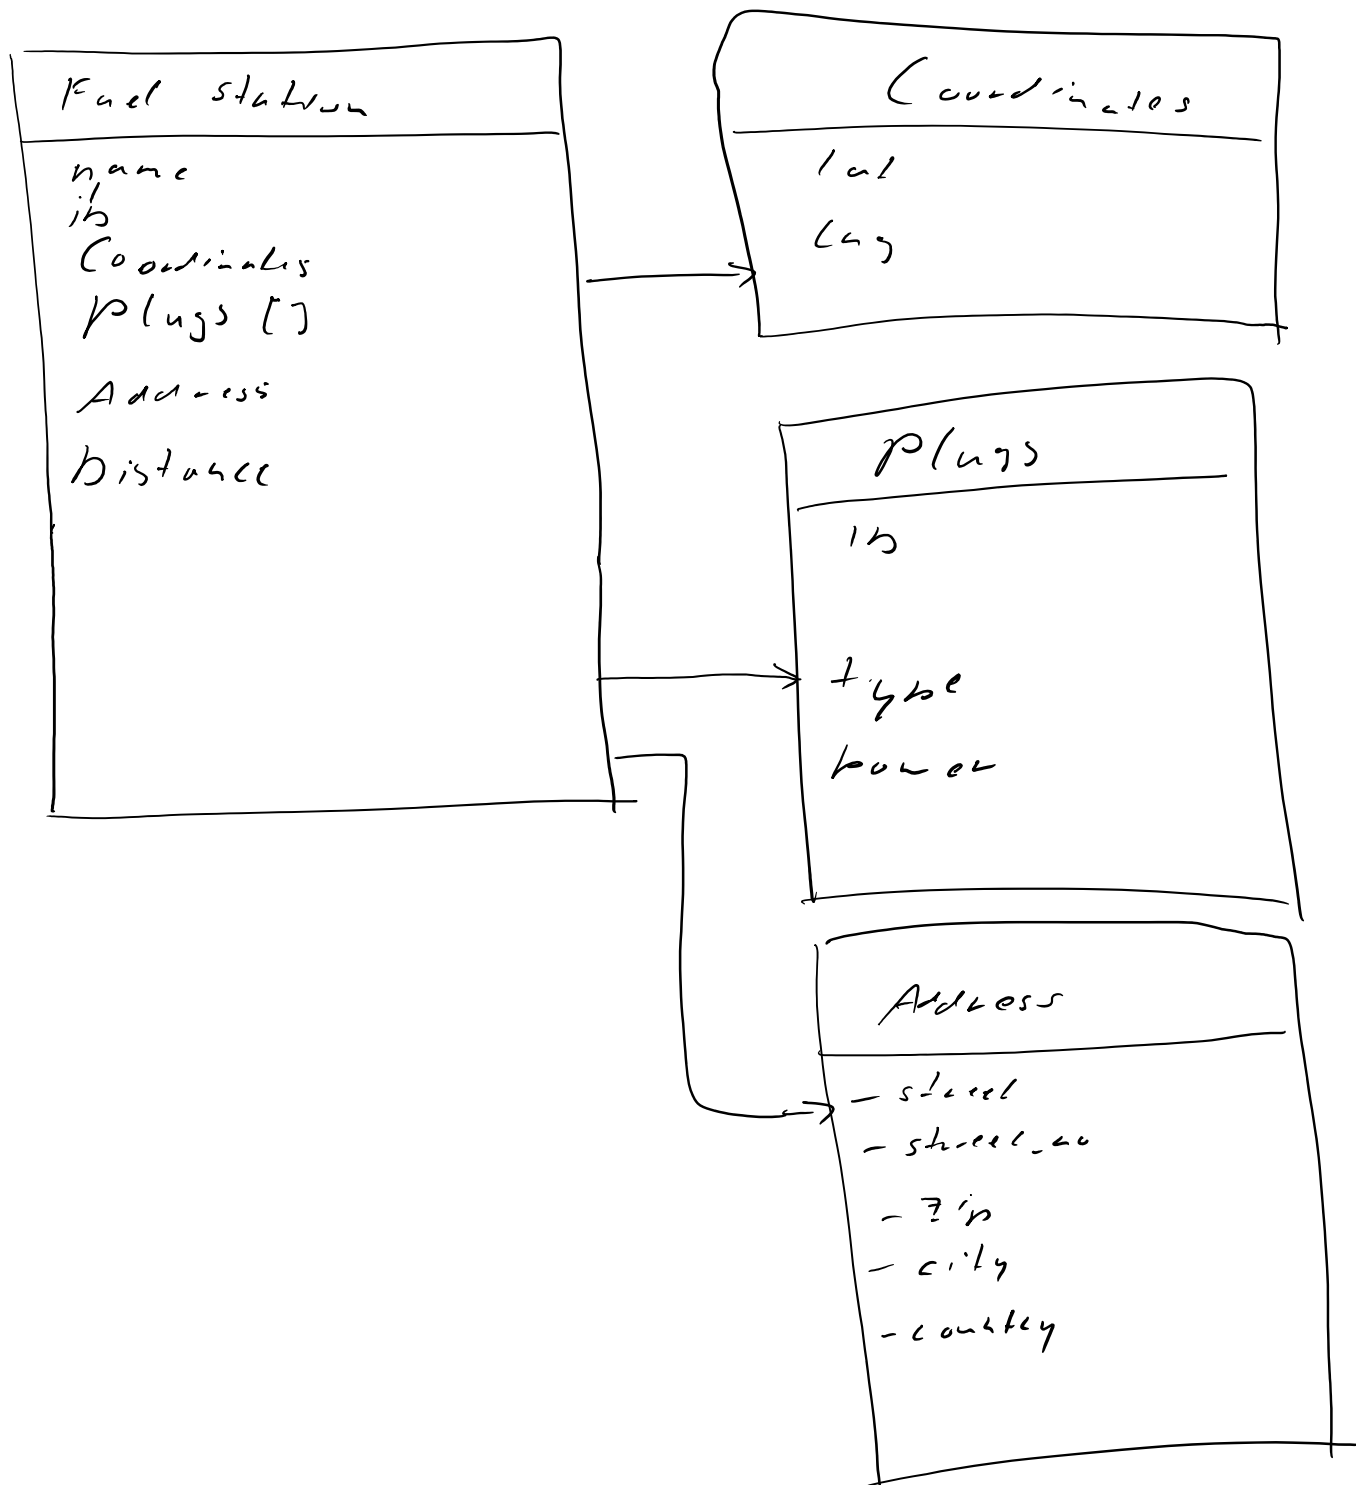 Fuel station
name
iD
Coordinates
Plugs []
Address
Distance
Coordinates
lat
lng
Plugs
iD
type
power
Address
- street
- street_no
- Zip
- city
- country